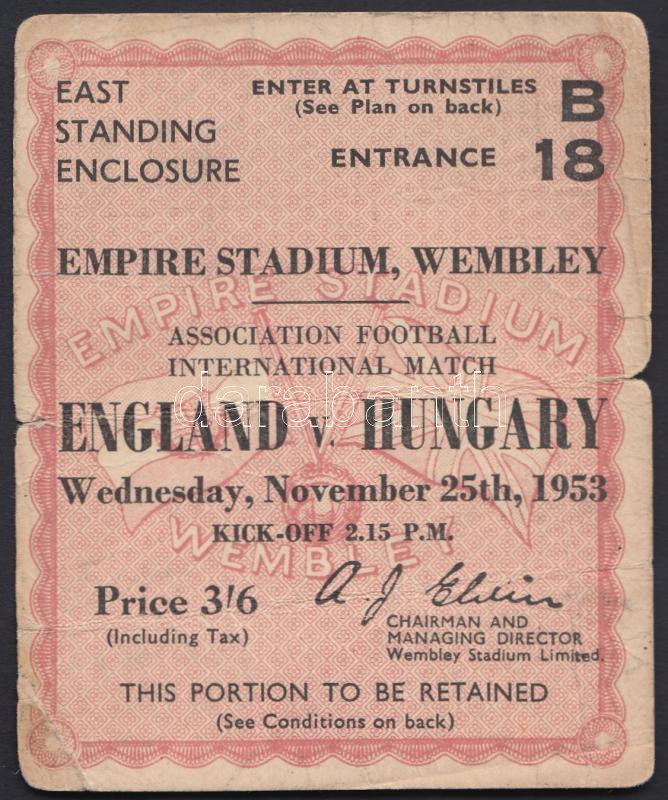 EAST
STANDING
ENCLOSURE
ENTER AT TURNSTILES
(See Plan on back)
B
ENTRANCE 18
EMPIRE STADIUM, WEMBLEY
EMPIRE STADIUM
ASSOCIATION FOOTBALL
INTERNATIONAL MATCH
darabanth
ENGLAND v. HUNGARY
Wednesday, November 25th, 1953
KICK-OFF 2.15 P.M.
WEMBLEY
Price 3/6
(Including Tax)
A J Elvin
CHAIRMAN AND
MANAGING DIRECTOR
Wembley Stadium Limited.
THIS PORTION TO BE RETAINED
(See Conditions on back)